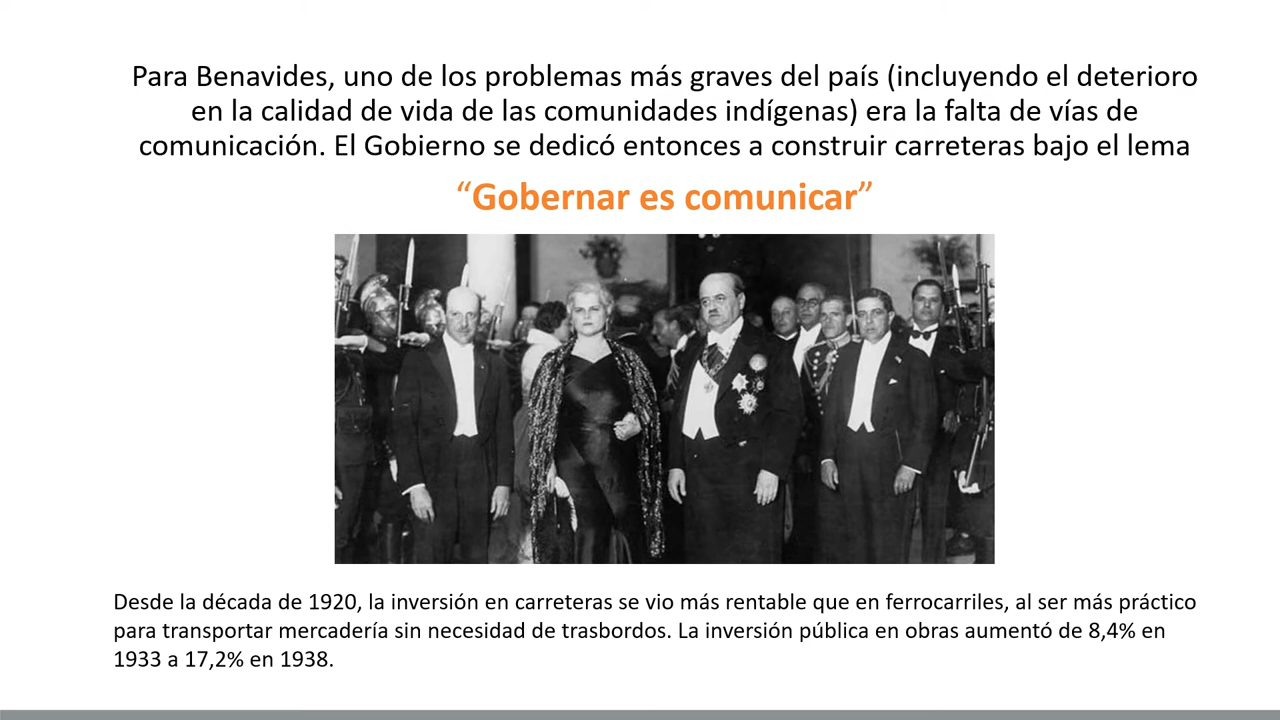 Para Benavides, uno de los problemas más graves del país (incluyendo el deterioro
en la calidad de vida de las comunidades indígenas) era la falta de vías de
comunicación. El Gobierno se dedicó entonces a construir carreteras bajo el lema
“Gobernar es comunicar”
Desde la década de 1920, la inversión en carreteras se vio más rentable que en ferrocarriles, al ser más práctico
para transportar mercadería sin necesidad de trasbordos. La inversión pública en obras aumentó de 8,4% en
1933 a 17,2% en 1938.